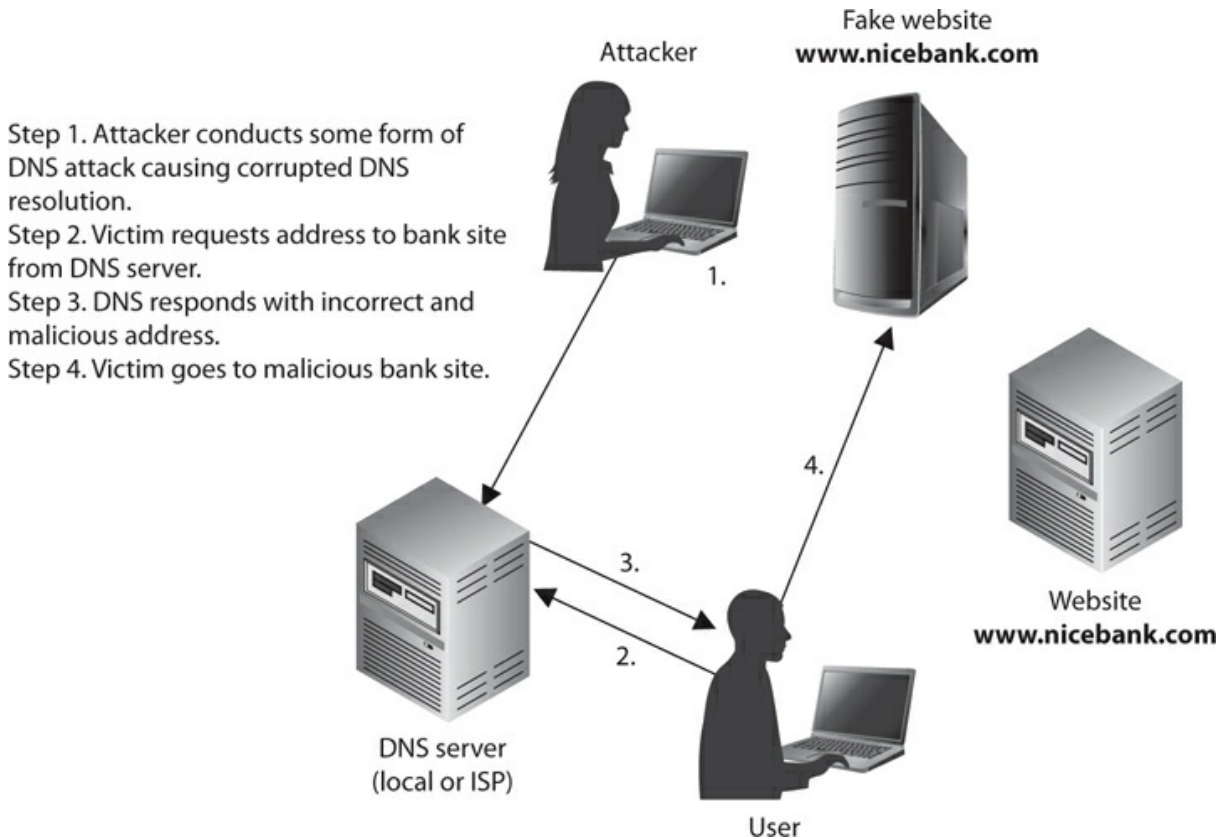 Fake website
www.nicebank.com
Attacker
Step 1. Attacker conducts some form of
DNS attack causing corrupted DNS
resolution.
Step 2. Victim requests address to bank site
from DNS server.
Step 3. DNS responds with incorrect and
malicious address.
Step 4. Victim goes to malicious bank site.
1.
4.
3.
2.
Website
www.nicebank.com
DNS server
(local or ISP)
User